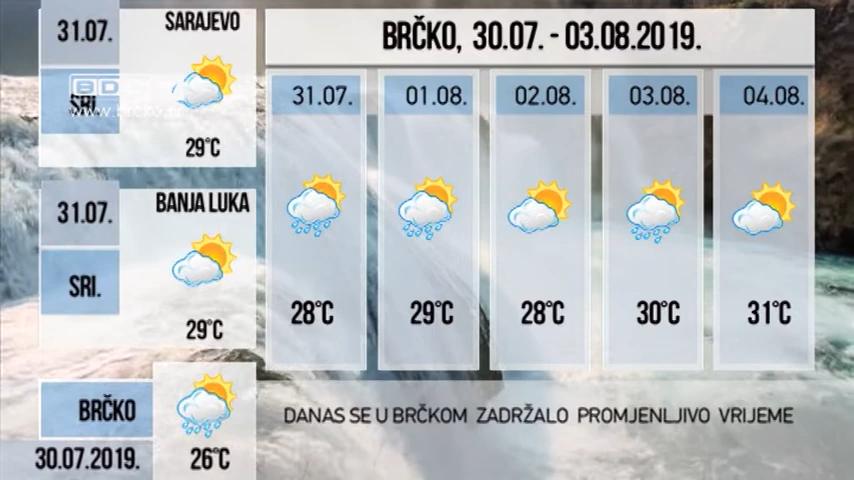 31.07.
SARAJEVO
SRI.
29°C
31.07.
BANJA LUKA
SRI.
29°C
BRČKO
30.07.2019.
26°C
BRČKO, 30.07. - 03.08.2019.
31.07. 01.08. 02.08. 03.08. 04.08.
28°C 29°C 28°C 30°C 31°C
DANAS SE U BRČKOM ZADRŽALO PROMJENLJIVO VRIJEME